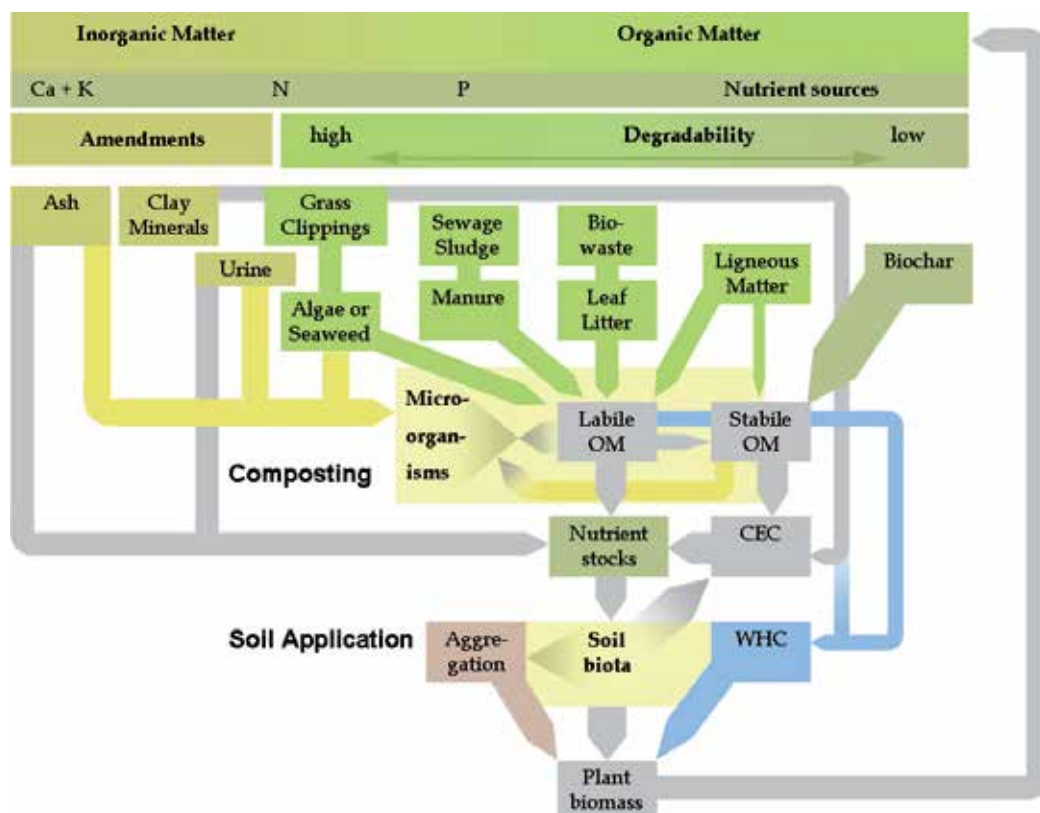 Inorganic Matter
Organic Matter
Ca + K
N
P
Nutrient sources
Amendments
high
Degradability
low
Ash
Clay
Minerals
Grass
Clippings
Sewage
Sludge
Bio-
waste
Ligneous
Matter
Biochar
Urine
Algae or
Seaweed
Manure
Leaf
Litter
Micro-
organ-
isms
Labile
OM
Stabile
OM
Composting
Nutrient
stocks
CEC
Soil Application
Aggre-
gation
Soil
biota
WHC
Plant
biomass